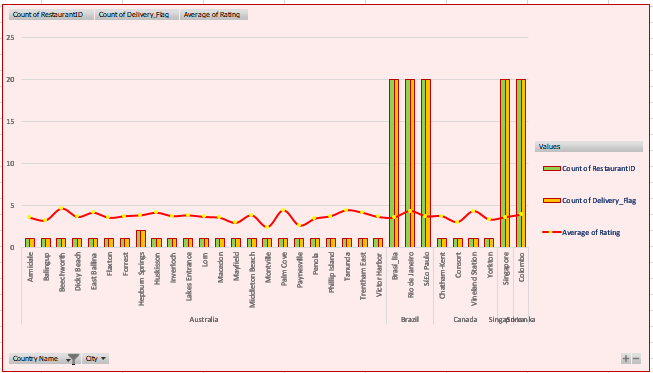 Count of RestaurantID Count of Delivery_Flag Average of Rating
25
20
15
10
5
0
Values
Count of RestaurantID
Count of Delivery_Flag
Average of Rating
Armidale
Balingup
Beechworth
Dicky Beach
East Ballina
Flaxton
Forrest
Hepburn Springs
Huskisson
Inverloch
Lakes Entrance
Lorn
Macedon
Mayfield
Middleton Beach
Montville
Palm Cove
Paynesville
Penola
Phillip Island
Tanunda
Trentham East
Victor Harbor
Rio de Janeiro
Chatham-Kent
Consort
Vineland Station
Yorkton
Singapore
Colombo
Australia Brazil Canada
Country Name City